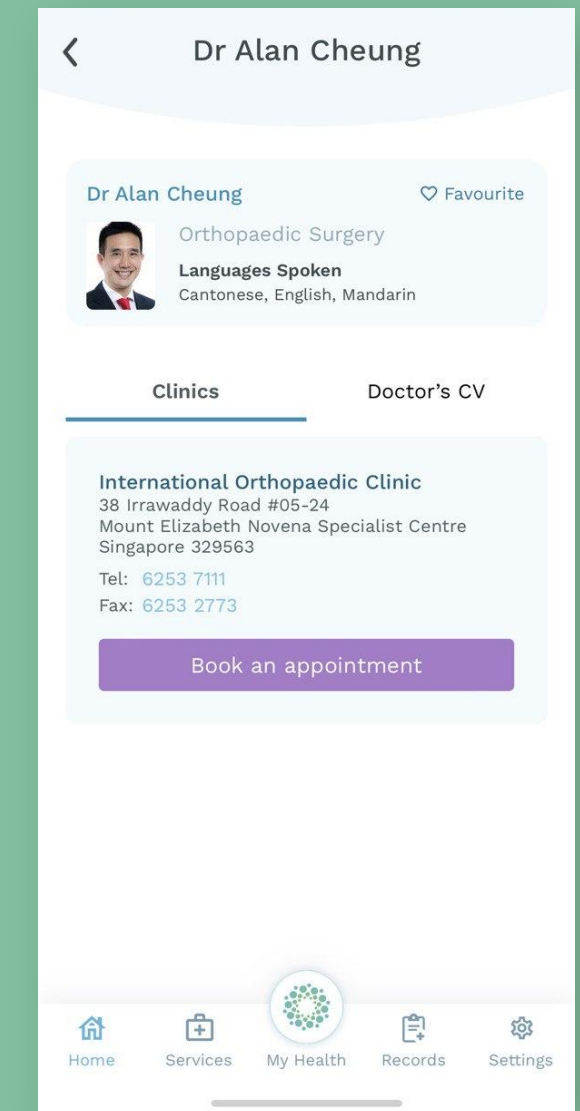 Dr Alan Cheung
Dr Alan Cheung
Favourite
Orthopaedic Surgery
Languages Spoken
Cantonese, English, Mandarin
Clinics
Doctor's CV
International Orthopaedic Clinic
38 Irrawaddy Road #05-24
Mount Elizabeth Novena Specialist Centre
Singapore 329563
Tel: 6253 7111
Fax: 6253 2773
Book an appointment
Home
Services
My Health
Records
Settings